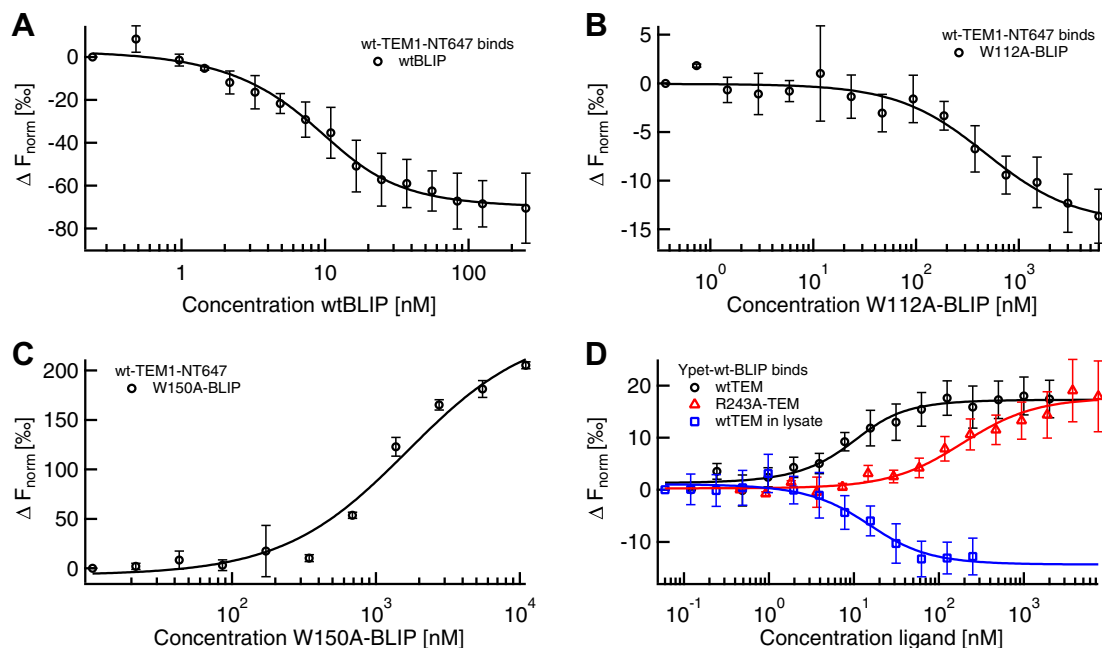 A
wt-TEM1-NT647 binds
wtBLIP
0
-20
-40
-60
-80
Δ Fnorm [‰]
1
10
100
Concentration wtBLIP [nM]
B
wt-TEM1-NT647 binds
W112A-BLIP
5
0
-5
-10
-15
Δ Fnorm [‰]
10^0
10^1
10^2
10^3
Concentration W112A-BLIP [nM]
C
wt-TEM1-NT647
W150A-BLIP
200
150
100
50
0
Δ Fnorm [‰]
10^2
10^3
10^4
Concentration W150A-BLIP [nM]
D
Ypet-wt-BLIP binds
wtTEM
R243A-TEM
wtTEM in lysate
20
10
0
-10
Δ Fnorm [‰]
10^-1
10^0
10^1
10^2
10^3
Concentration ligand [nM]